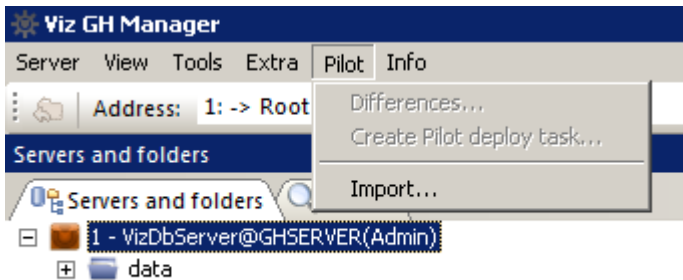 Viz GH Manager
Server View Tools Extra Pilot Info
Address: 1: -> Root
Differences...
Create Pilot deploy task...
Servers and folders
Import...
Servers and folders
1 - VizDbServer@GHSERVER(Admin)
data